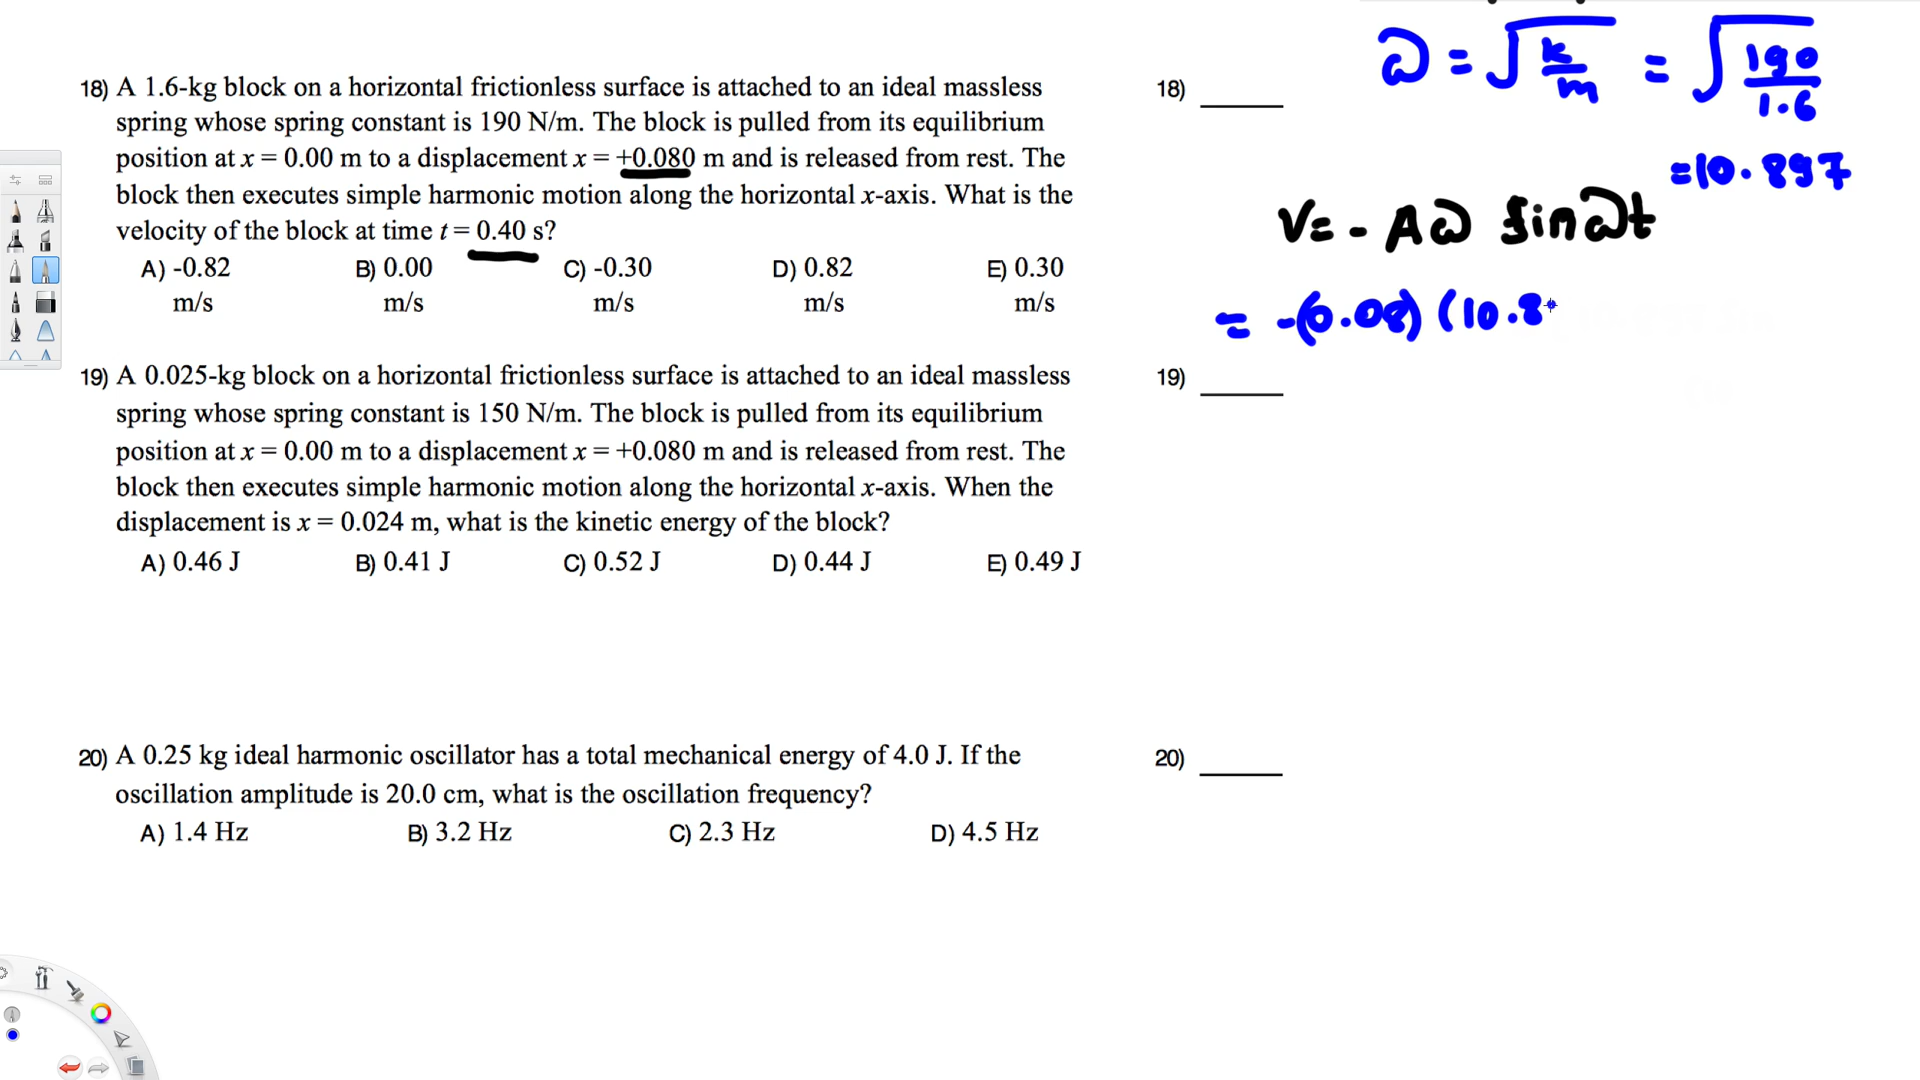 18) A 1.6-kg block on a horizontal frictionless surface is attached to an ideal massless
spring whose spring constant is 190 N/m. The block is pulled from its equilibrium
position at x = 0.00 m to a displacement x = +0.080 m and is released from rest. The
block then executes simple harmonic motion along the horizontal x-axis. What is the
velocity of the block at time t = 0.40 s?
A) -0.82 m/s B) 0.00 m/s C) -0.30 m/s D) 0.82 m/s E) 0.30 m/s
18) ______
ω = √(k/m) = √(190/1.6)
=10.897
V= - Aω sinωt
= -(0.08) (10.8
19) A 0.025-kg block on a horizontal frictionless surface is attached to an ideal massless
spring whose spring constant is 150 N/m. The block is pulled from its equilibrium
position at x = 0.00 m to a displacement x = +0.080 m and is released from rest. The
block then executes simple harmonic motion along the horizontal x-axis. When the
displacement is x = 0.024 m, what is the kinetic energy of the block?
A) 0.46 J B) 0.41 J C) 0.52 J D) 0.44 J E) 0.49 J
19) ______
20) A 0.25 kg ideal harmonic oscillator has a total mechanical energy of 4.0 J. If the
oscillation amplitude is 20.0 cm, what is the oscillation frequency?
A) 1.4 Hz B) 3.2 Hz C) 2.3 Hz D) 4.5 Hz
20) ______